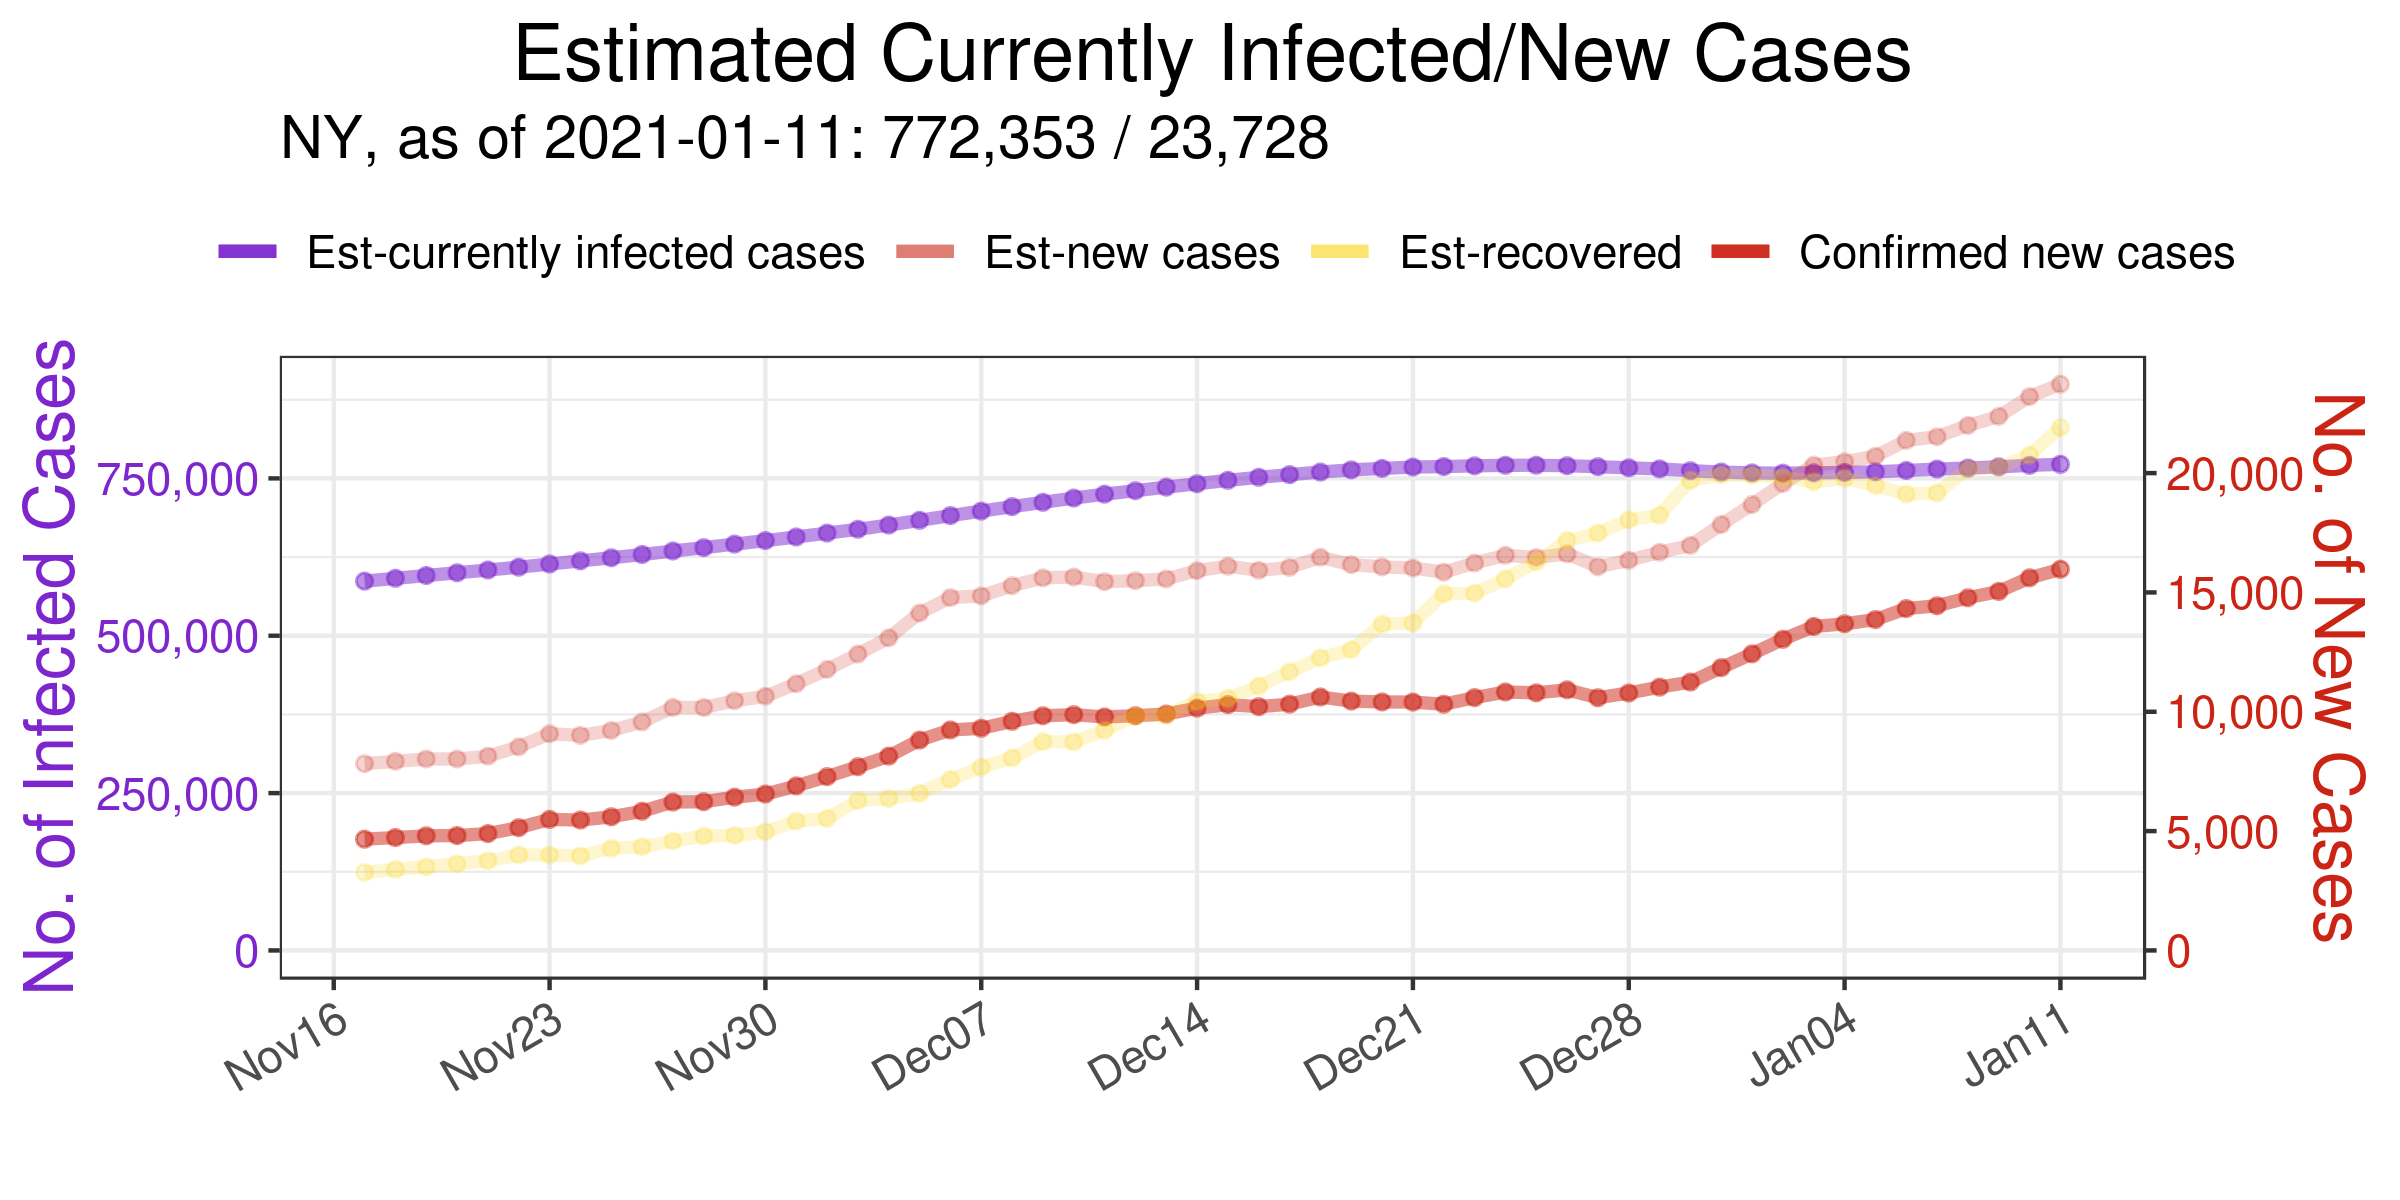 Estimated Currently Infected/New Cases
NY, as of 2021-01-11: 772,353 / 23,728
Est-currently infected cases
Est-new cases
Est-recovered
Confirmed new cases
No. of Infected Cases
750,000
500,000
250,000
0
20,000
15,000
10,000
5,000
0
No. of New Cases
Nov16
Nov23
Nov30
Dec07
Dec14
Dec21
Dec28
Jan04
Jan11